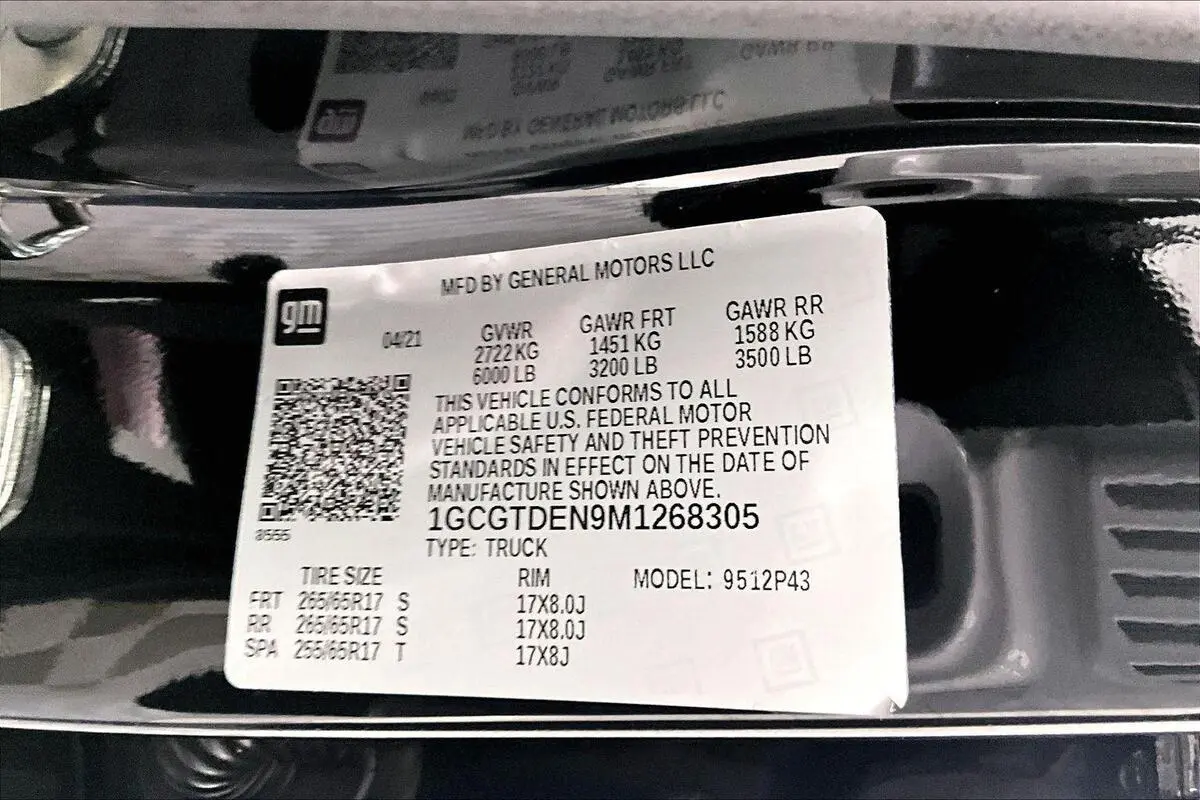 gm
MFD BY GENERAL MOTORS LLC
04/21
GVWR GAWR FRT GAWR RR
2722KG 1451 KG 1588 KG
6000 LB 3200 LB 3500 LB
THIS VEHICLE CONFORMS TO ALL
APPLICABLE U.S. FEDERAL MOTOR
VEHICLE SAFETY AND THEFT PREVENTION
STANDARDS IN EFFECT ON THE DATE OF
MANUFACTURE SHOWN ABOVE.
1GCGTDEN9M1268305
TYPE: TRUCK
TIRE SIZE RIM MODEL: 9512P43
FRT 265/65R17 S 17X8.0J
RR 265/65R17 S 17X8.0J
SPA 255/65R17 T 17X8J